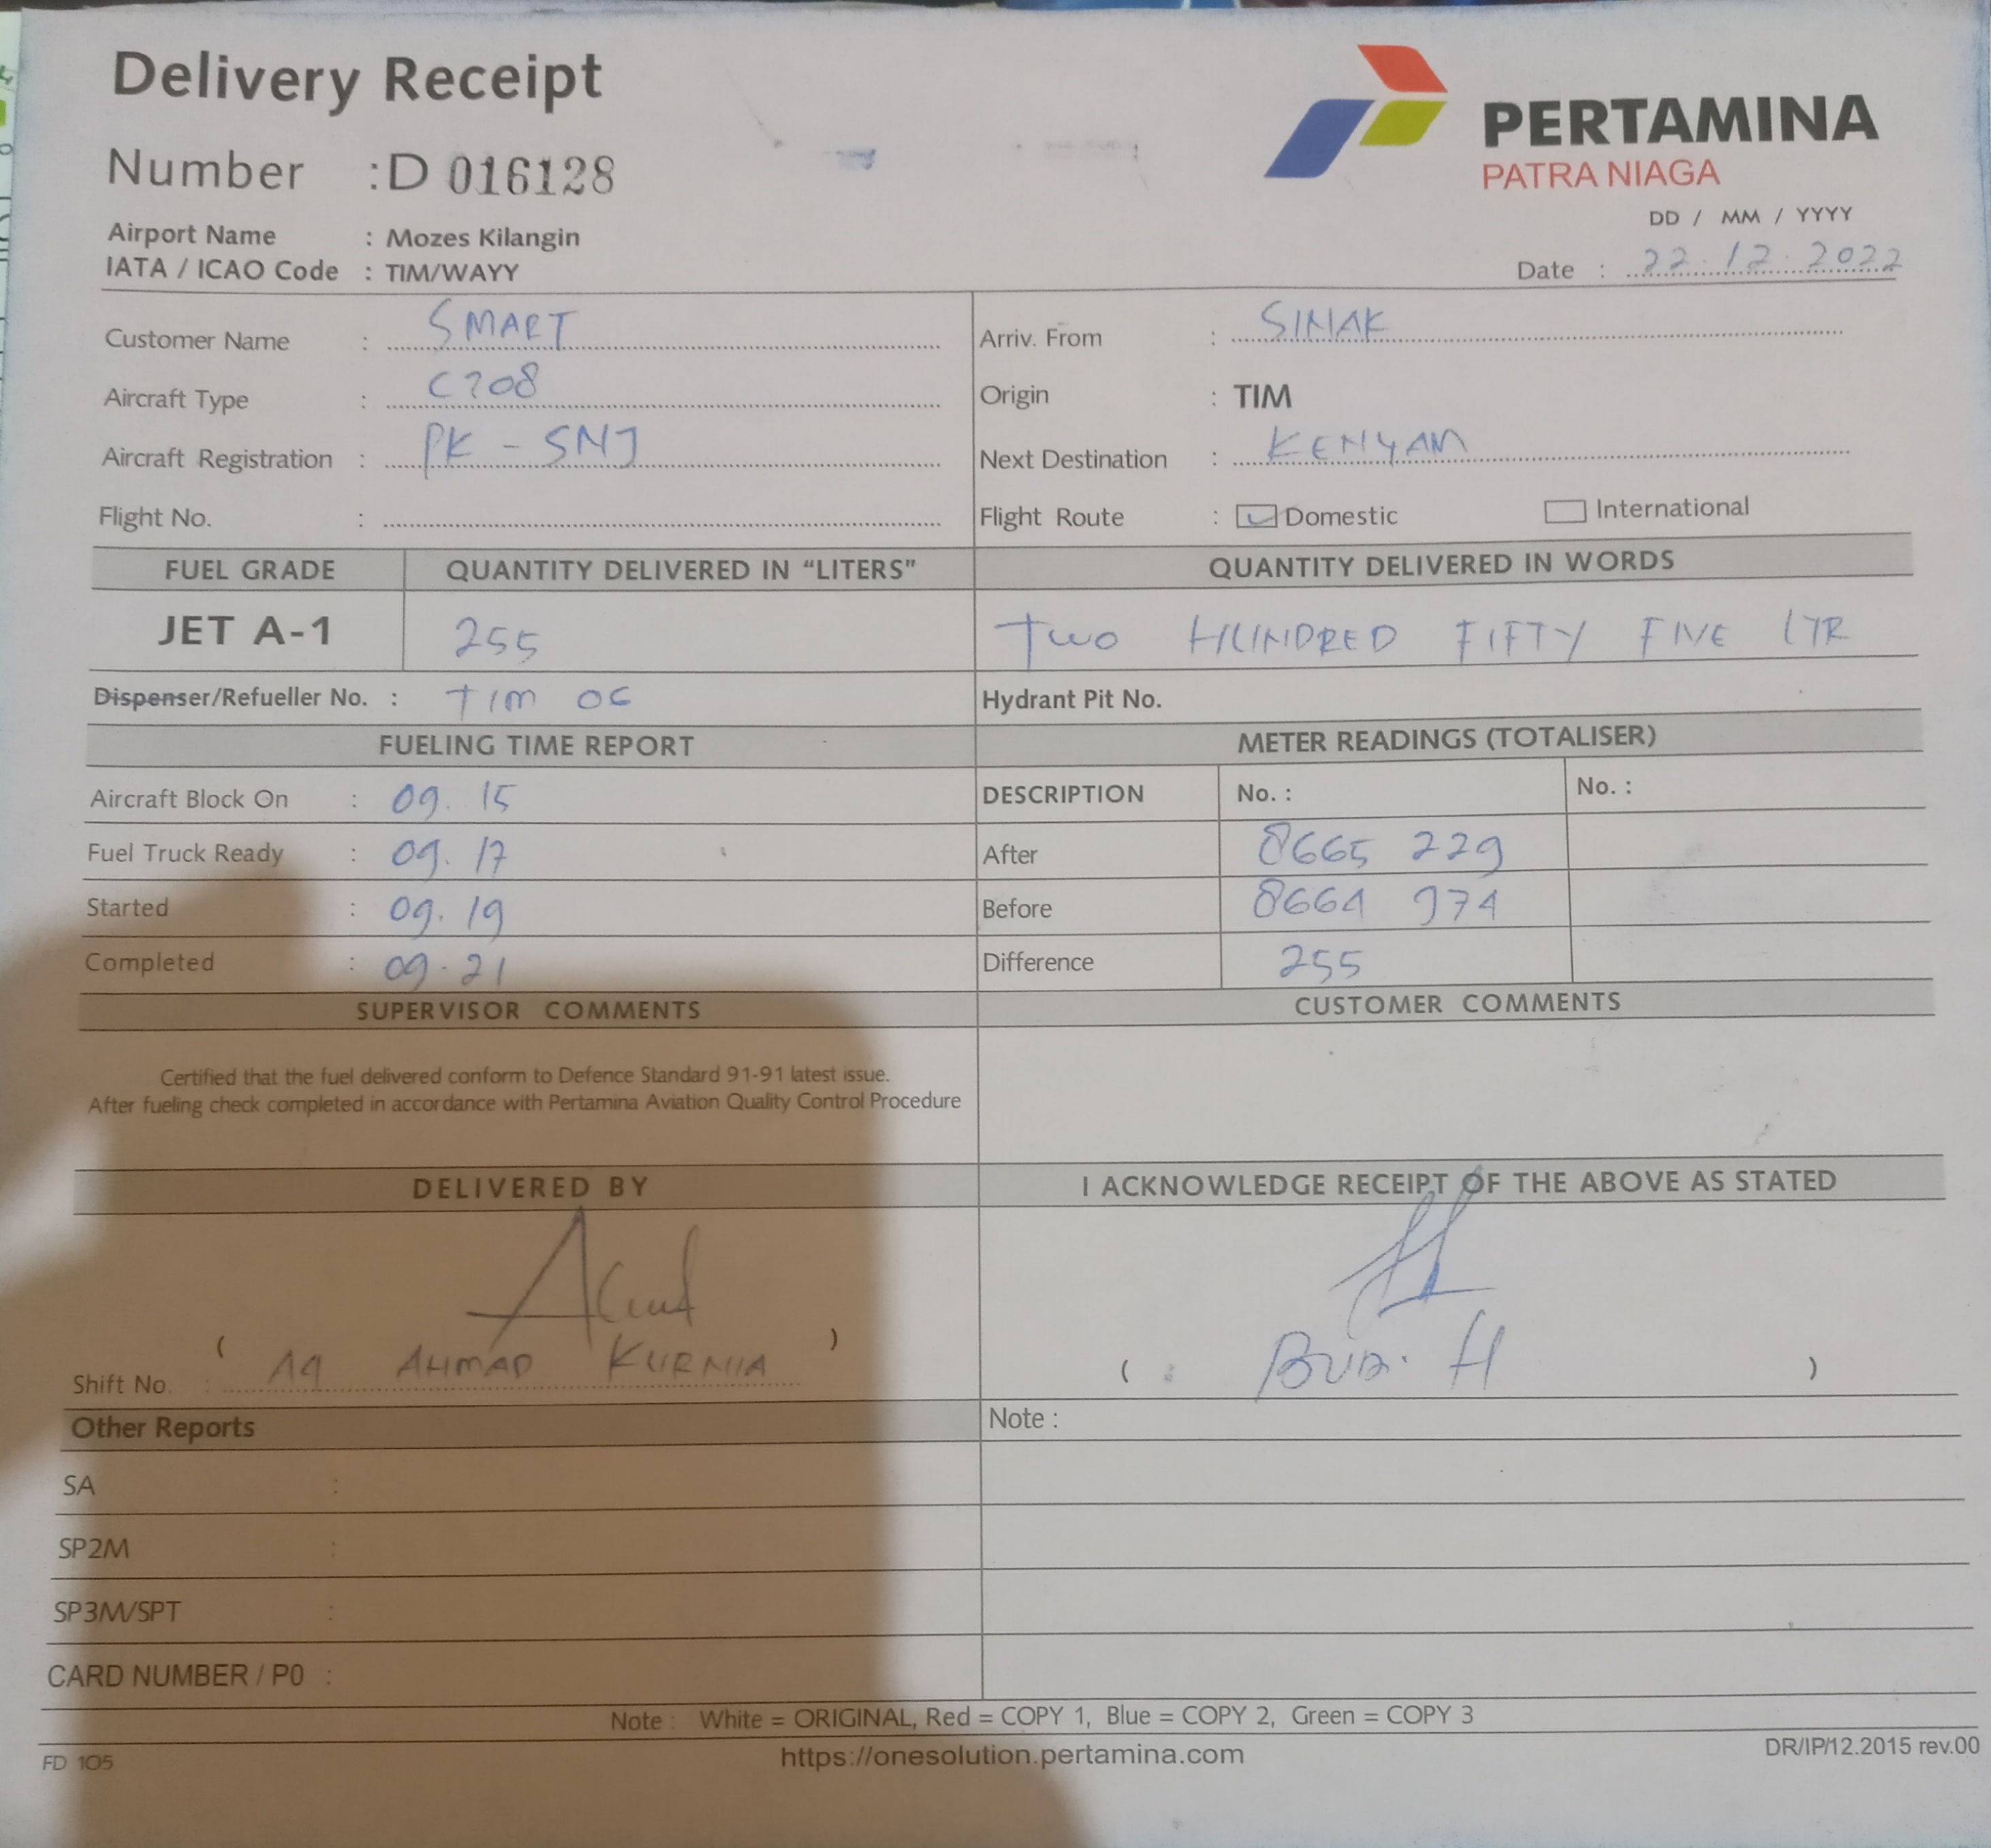 Delivery Receipt
PERTAMINA
PATRA NIAGA
Number : D 016128
DD / MM / YYYY
Airport Name : Mozes Kilangin
IATA / ICAO Code : TIM/WAYY
Date : 22.12.2022
Customer Name : SMART
Arriv. From : SINAK
Aircraft Type : C208
Origin : TIM
Aircraft Registration : PK - SNJ
Next Destination : KENYAM
Flight No. :
Flight Route : Domestic International
FUEL GRADE QUANTITY DELIVERED IN “LITERS” QUANTITY DELIVERED IN WORDS
JET A-1 255 TWO HUNDRED FIFTY FIVE LTR
Dispenser/Refueller No. : TIM 06
Hydrant Pit No.
FUELING TIME REPORT METER READINGS (TOTALISER)
Aircraft Block On : 09. 15
DESCRIPTION No. : No. :
Fuel Truck Ready : 09. 17
After 8665 229
Started : 09. 19
Before 8664 974
Completed : 09.21
Difference 255
SUPERVISOR COMMENTS CUSTOMER COMMENTS
Certified that the fuel delivered conform to Defence Standard 91-91 latest issue.
After fueling check completed in accordance with Pertamina Aviation Quality Control Procedure
DELIVERED BY I ACKNOWLEDGE RECEIPT OF THE ABOVE AS STATED
( )
Shift No. : AHMAD KURNIA
( : H )
Other Reports Note :
SA :
SP2M :
SP3M/SPT :
CARD NUMBER / P0 :
Note : White = ORIGINAL, Red = COPY 1, Blue = COPY 2, Green = COPY 3
FD 105 https://onesolution.pertamina.com DR/IP/12.2015 rev.00